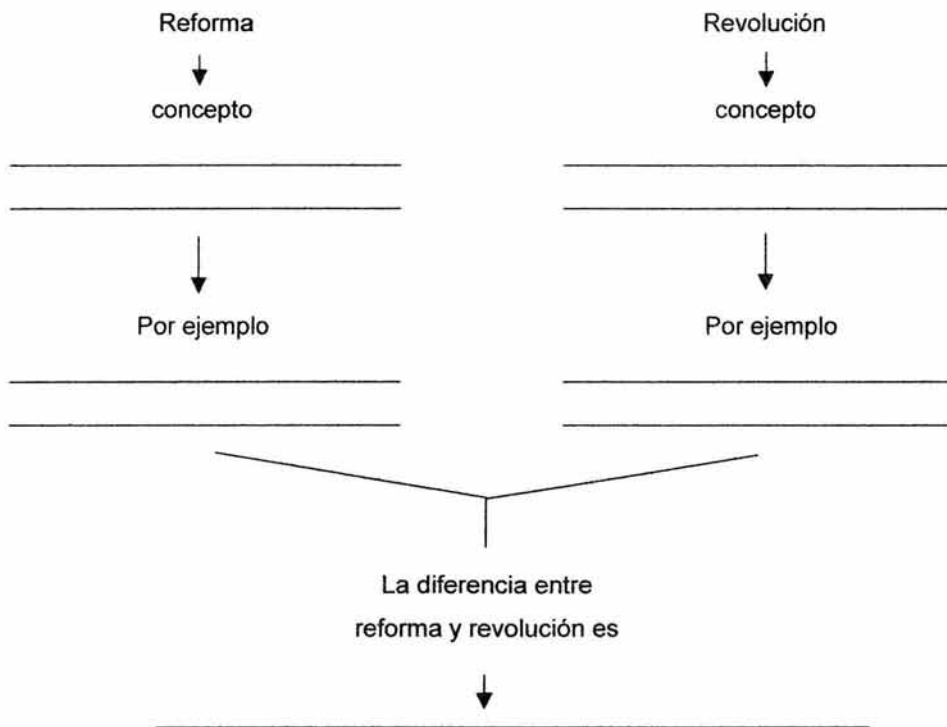 Reforma
Revolución
concepto
concepto
Por ejemplo
Por ejemplo
La diferencia entre
reforma y revolución es